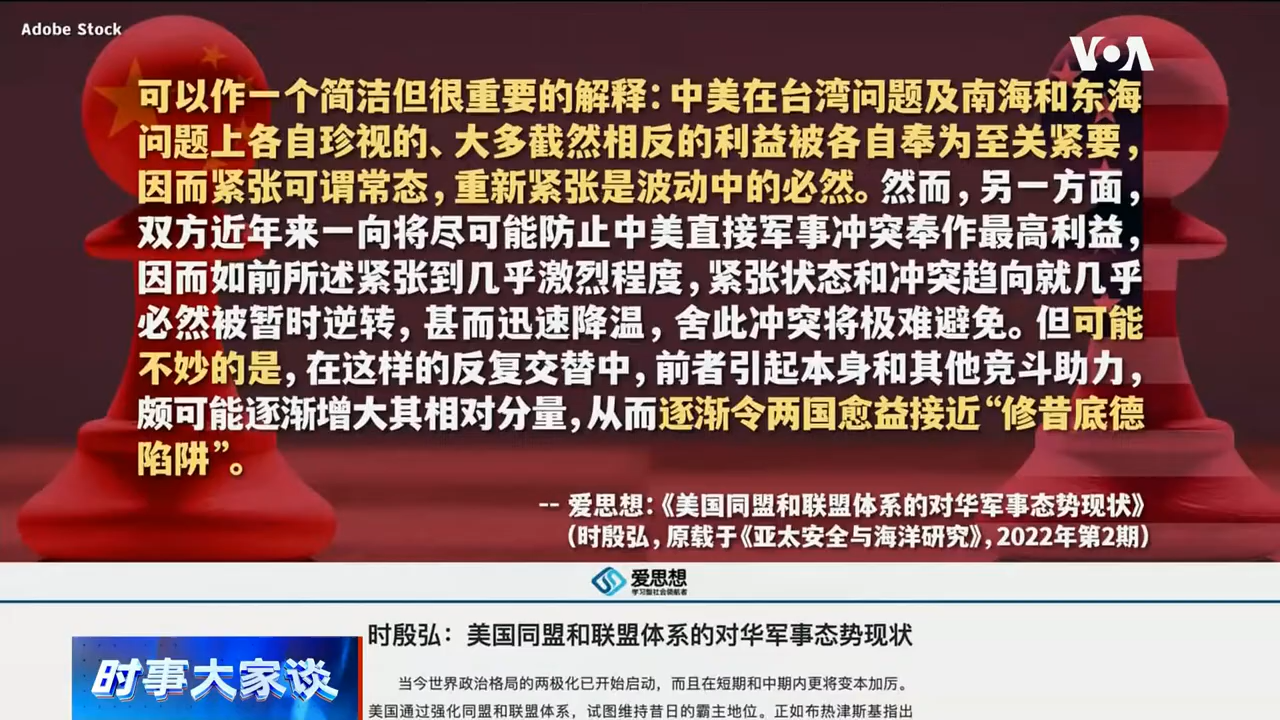 Adobe Stock
VOA
可以作一个简洁但很重要的解释：中美在台湾问题及南海和东海
问题上各自珍视的、大多截然相反的利益被各自奉为至关紧要，
因而紧张可谓常态，重新紧张是波动中的必然。然而，另一方面，
双方近年来一向将尽可能防止中美直接军事冲突奉作最高利益，
因而如前所述紧张到几乎激烈程度，紧张状态和冲突趋向就几乎
必然被暂时逆转，甚而迅速降温，舍此冲突将极难避免。但可能
不妙的是，在这样的反复交替中，前者引起本身和其他竞斗助力，
颇可能逐渐增大其相对分量，从而逐渐令两国愈益接近“修昔底德
陷阱”。
-- 爱思想：《美国同盟和联盟体系的对华军事态势现状》
（时殷弘，原载于《亚太安全与海洋研究》，2022年第2期）
爱思想
学习型社会领航者
时殷弘：美国同盟和联盟体系的对华军事态势现状
时事大家谈
当今世界政治格局的两极化已开始启动，而且在短期和中期内更将变本加厉。
美国通过强化同盟和联盟体系，试图维持昔日的霸主地位。正如布热津斯基指出